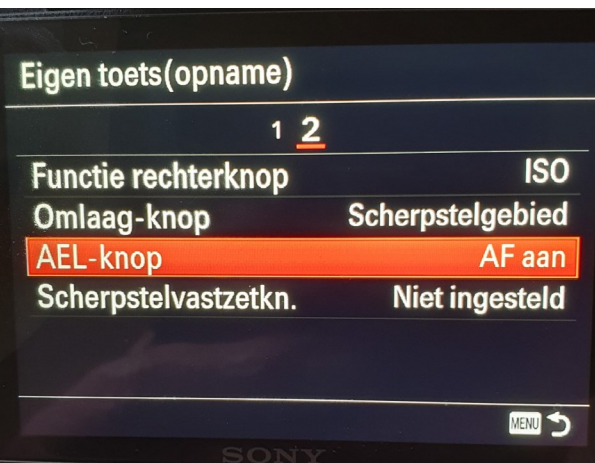 Eigen toets(opname)
1 2
Functie rechterknop ISO
Omlaag-knop Scherpstelgebied
AEL-knop AF aan
Scherpstelvastzetkn. Niet ingesteld
MENU
SONY